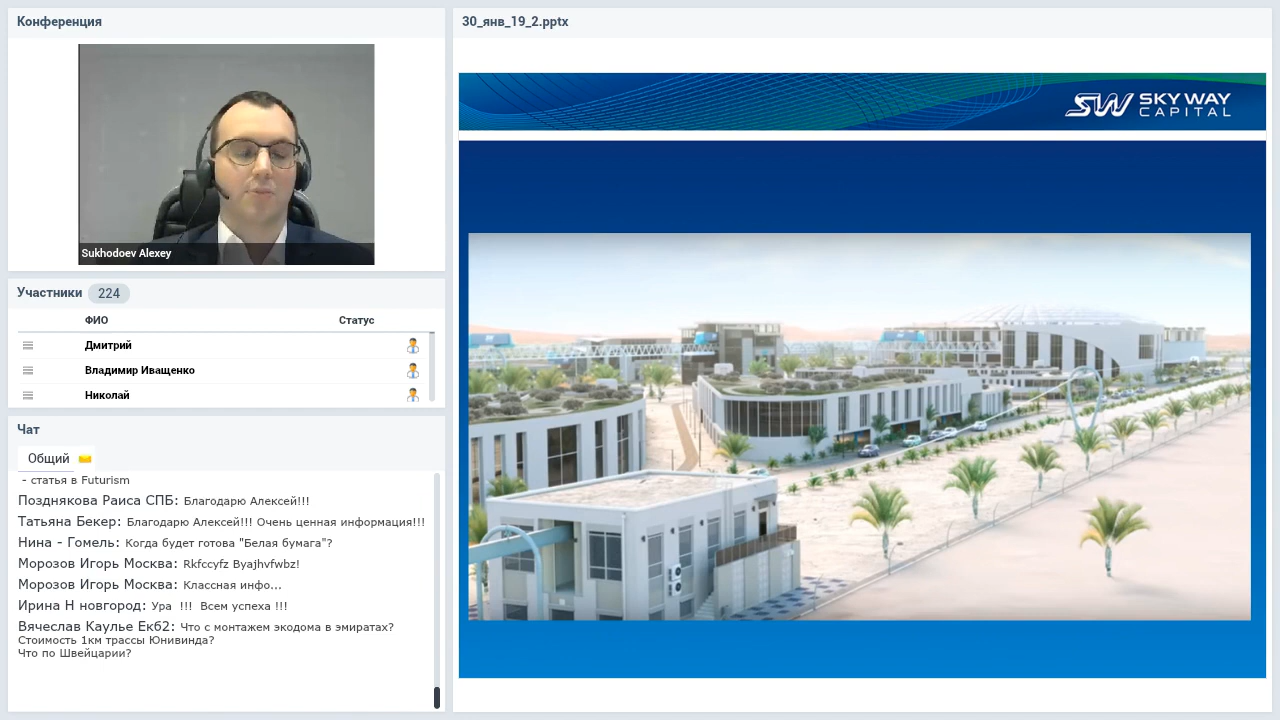 Конференция
Sukhodoev Alexey
Участники 224
ФИО Статус
Дмитрий
Владимир Иващенко
Николай
Чат
Общий
- статья в Futurism
Позднякова Раиса СПБ: Благодарю Алексей!!!
Татьяна Бекер: Благодарю Алексей!!! Очень ценная информация!!!
Нина - Гомель: Когда будет готова "Белая бумага"?
Морозов Игорь Москва: Rkfccyfz Byajhvfwbz!
Морозов Игорь Москва: Классная инфо...
Ирина Н новгород: Ура !!! Всем успеха !!!
Вячеслав Каулье Екб2: Что с монтажем экодома в эмиратах?
Стоимость 1км трассы Юнивинда?
Что по Швейцарии?
30_янв_19_2.pptx
SW SKY WAY
CAPITAL